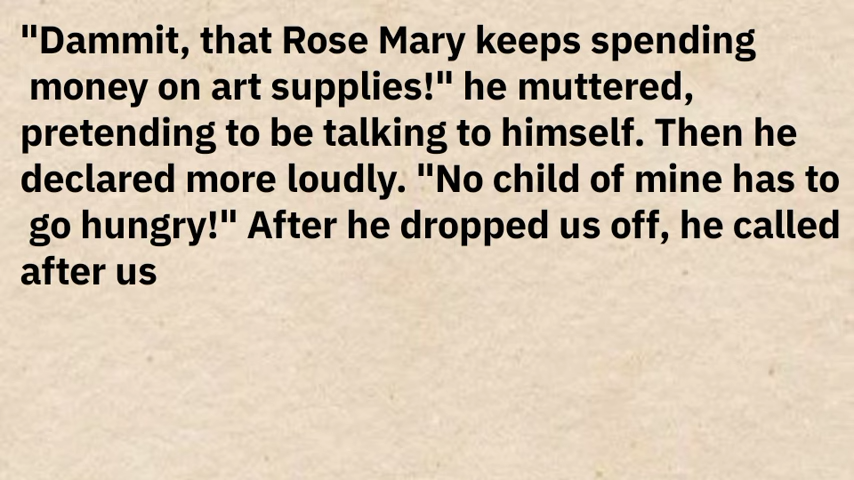 "Dammit, that Rose Mary keeps spending
money on art supplies!" he muttered,
pretending to be talking to himself. Then he
declared more loudly. "No child of mine has to
go hungry!" After he dropped us off, he called
after us